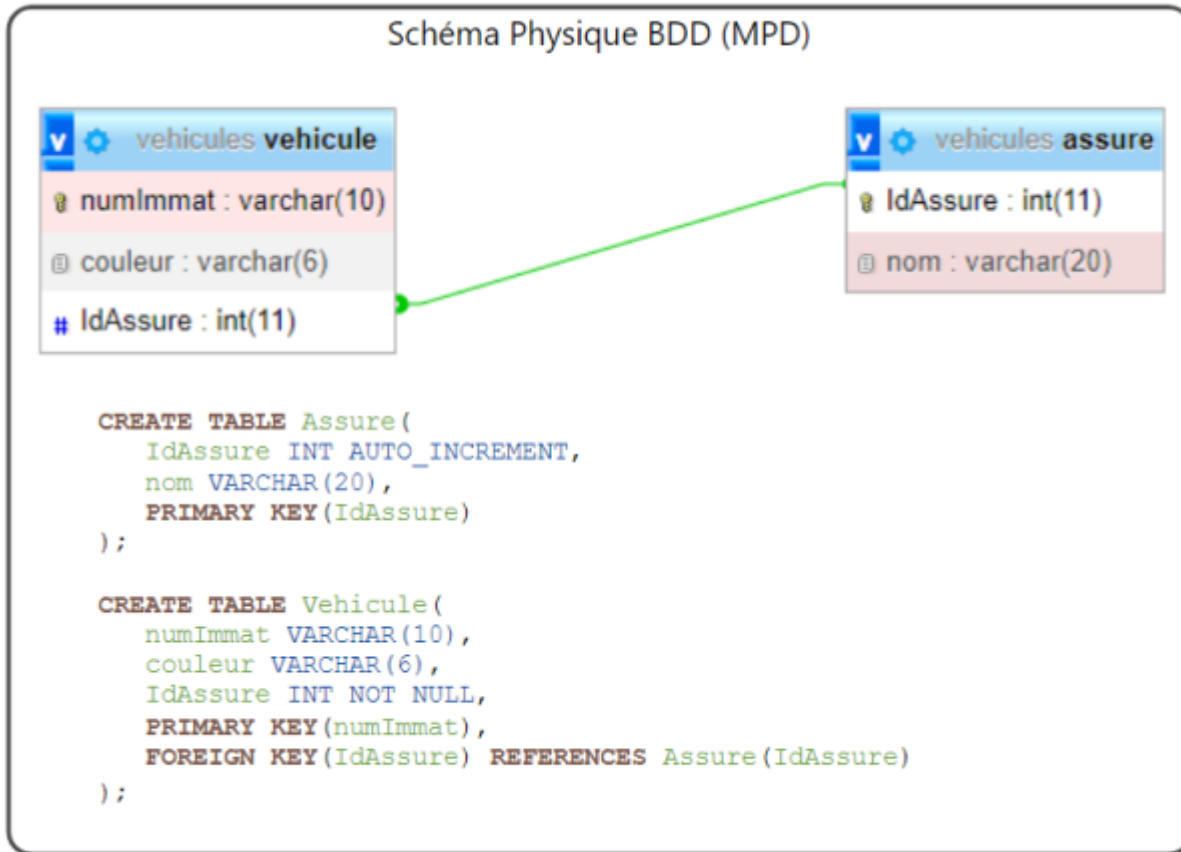 Schéma Physique BDD (MPD)
v vehicules vehicule
numImmat : varchar(10)
couleur : varchar(6)
# IdAssure : int(11)
v vehicules assure
IdAssure : int(11)
nom : varchar(20)
CREATE TABLE Assure(
IdAssure INT AUTO_INCREMENT,
nom VARCHAR(20),
PRIMARY KEY(IdAssure)
);
CREATE TABLE Vehicule(
numImmat VARCHAR(10),
couleur VARCHAR(6),
IdAssure INT NOT NULL,
PRIMARY KEY(numImmat),
FOREIGN KEY(IdAssure) REFERENCES Assure(IdAssure)
);